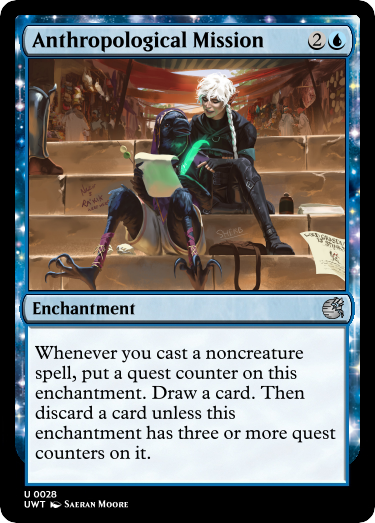 Anthropological Mission 2
Enchantment
Whenever you cast a noncreature
spell, put a quest counter on this
enchantment. Draw a card. Then
discard a card unless this
enchantment has three or more quest
counters on it.
U 0028
UWT Saeran Moore